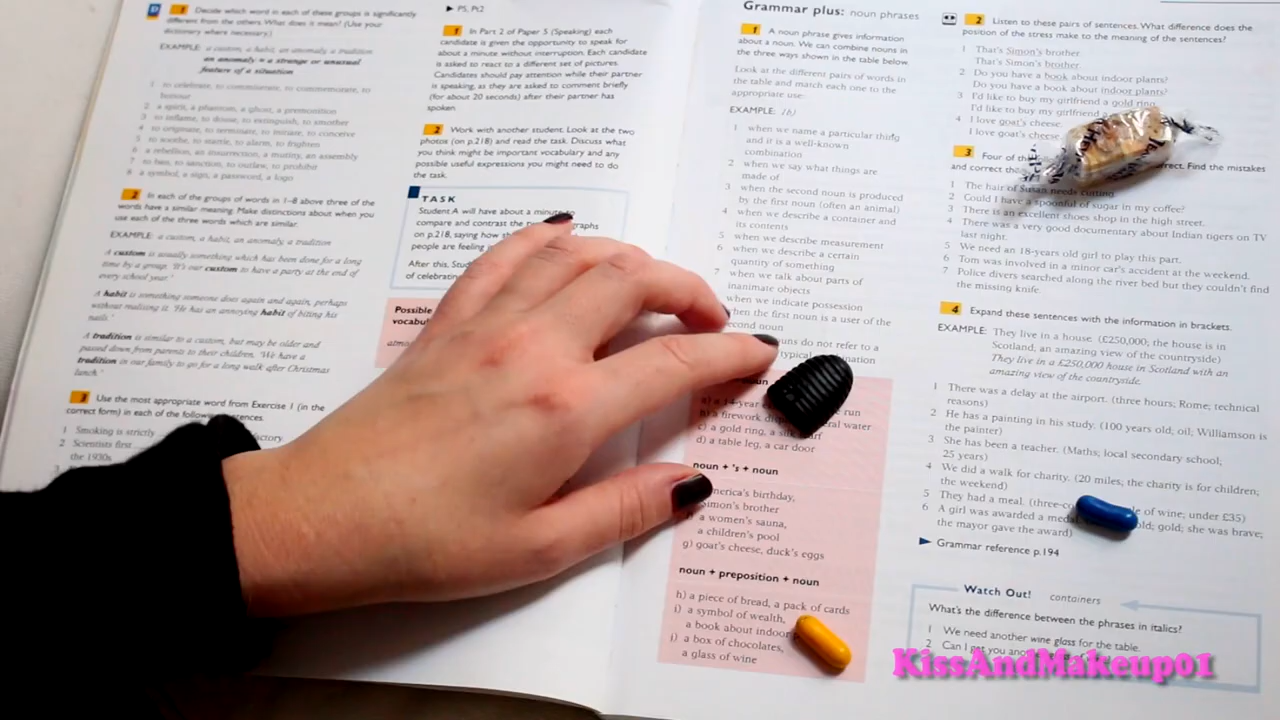 1 Decide which word in each of these groups is significantly
different from the others. What does it mean? (Use your
dictionary where necessary.)
EXAMPLE: a custom, a habit, an anomaly, a tradition
an anomaly = a strange or unusual
feature of a situation
1 to celebrate, to commiserate, to commemorate, to
honour
2 a spirit, a phantom, a ghost, a premonition
3 to inflame, to douse, to extinguish, to smother
4 to originate, to terminate, to initiate, to conceive
5 to soothe, to startle, to alarm, to frighten
6 a rebellion, an insurrection, a mutiny, an assembly
7 to ban, to sanction, to outlaw, to prohibit
8 a symbol, a sign, a password, a logo
2 In each of the groups of words in 1–8 above three of the
words have a similar meaning. Make distinctions about when you
use each of the three words which are similar.
EXAMPLE: a custom, a habit, an anomaly, a tradition
A custom is usually something which has been done for a long
time by a group. 'It's our custom to have a party at the end of
every school year.'
A habit is something someone does again and again, perhaps
without realising it. 'He has an annoying habit of biting his
nails.'
A tradition is similar to a custom, but may be older and
passed down from parents to their children. 'We have a
tradition in our family to go for a long walk after Christmas
lunch.'
3 Use the most appropriate word from Exercise 1 (in the
correct form) in each of the following sentences.
1 Smoking is strictly factory.
2 Scientists first
the 1930s.
P5, Pt2
1 In Part 2 of Paper 5 (Speaking) each
candidate is given the opportunity to speak for
about a minute without interruption. Each candidate
is asked to react to a different set of pictures.
Candidates should pay attention while their partner
is speaking, as they are asked to comment briefly
(for about 20 seconds) after their partner has
spoken.
2 Work with another student. Look at the two
photos (on p.218) and read the task. Discuss what
you think might be important vocabulary and any
possible useful expressions you might need to do
the task.
TASK
Student A will have about a minute to
compare and contrast the graphs
on p.218, saying how
people are feeling
After this, Stud
of celebrating
Possible
vocabul
atmo
Grammar plus: noun phrases
1 A noun phrase gives information
about a noun. We can combine nouns in
the three ways shown in the table below.
Look at the different pairs of words in
the table and match each one to the
appropriate use.
EXAMPLE: 1h)
1 when we name a particular thing
and it is a well-known
combination
2 when we say what things are
made of
3 when the second noun is produced
by the first noun (often an animal)
4 when we describe a container and
its contents
5 when we describe measurement
6 when we describe a certain
quantity of something
7 when we talk about parts of
inanimate objects
when we indicate possession
when the first noun is a user of the
second noun
nouns do not refer to a
typical
noun
a) a year run
b) a firework water
c) a gold ring, a
d) a table leg, a car door
noun + 's + noun
America's birthday,
Simon's brother
a women's sauna,
a children's pool
g) goat's cheese, duck's eggs
noun + preposition + noun
h) a piece of bread, a pack of cards
i) a symbol of wealth,
a book about indoor
j) a box of chocolates,
a glass of wine
2 Listen to these pairs of sentences. What difference does the
position of the stress make to the meaning of the sentences?
1 That's Simon's brother.
That's Simon's brother.
2 Do you have a book about indoor plants?
Do you have a book about indoor plants?
3 I'd like to buy my girlfriend a gold ring.
I'd like to buy my girlfriend a
4 I love goat's cheese.
I love goat's cheese.
3 Four of the rect. Find the mistakes
and correct the
1 The hair of Susan needs cutting.
2 Could I have a spoonful of sugar in my coffee?
3 There is an excellent shoes shop in the high street.
4 There was a very good documentary about Indian tigers on TV
last night.
5 We need an 18-year-old girl to play this part.
6 Tom was involved in a minor car's accident at the weekend.
7 Police divers searched along the river bed but they couldn't find
the missing knife.
4 Expand these sentences with the information in brackets.
EXAMPLE: They live in a house. (£250,000; the house is in
Scotland, an amazing view of the countryside)
They live in a £250,000 house in Scotland with an
amazing view of the countryside.
1 There was a delay at the airport. (three hours; Rome; technical
reasons)
2 He has a painting in his study. (100 years old; oil; Williamson is
the painter)
3 She has been a teacher. (Maths; local secondary school;
25 years)
4 We did a walk for charity. (20 miles; the charity is for children;
the weekend)
5 They had a meal. (three-co of wine; under £35)
6 A girl was awarded a medal. old; gold; she was brave;
the mayor gave the award)
Grammar reference p.194
Watch Out! containers
What's the difference between the phrases in italics?
1 We need another wine glass for the table.
2 Can I get you
KissAndMakeup01